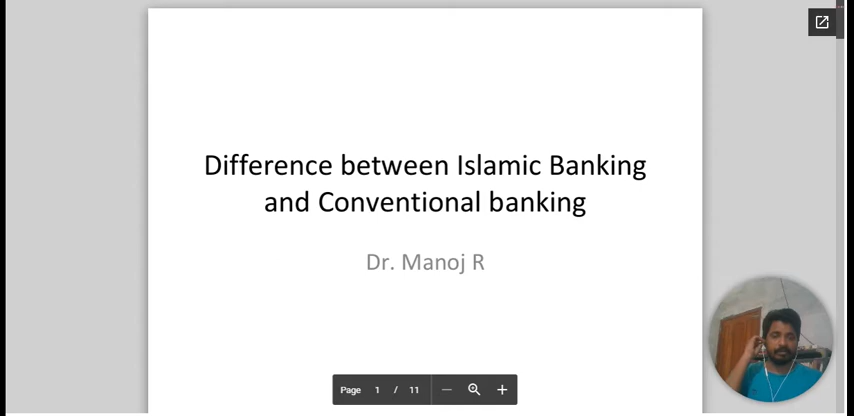 Difference between Islamic Banking
and Conventional banking
Dr. Manoj R
Page 1 / 11